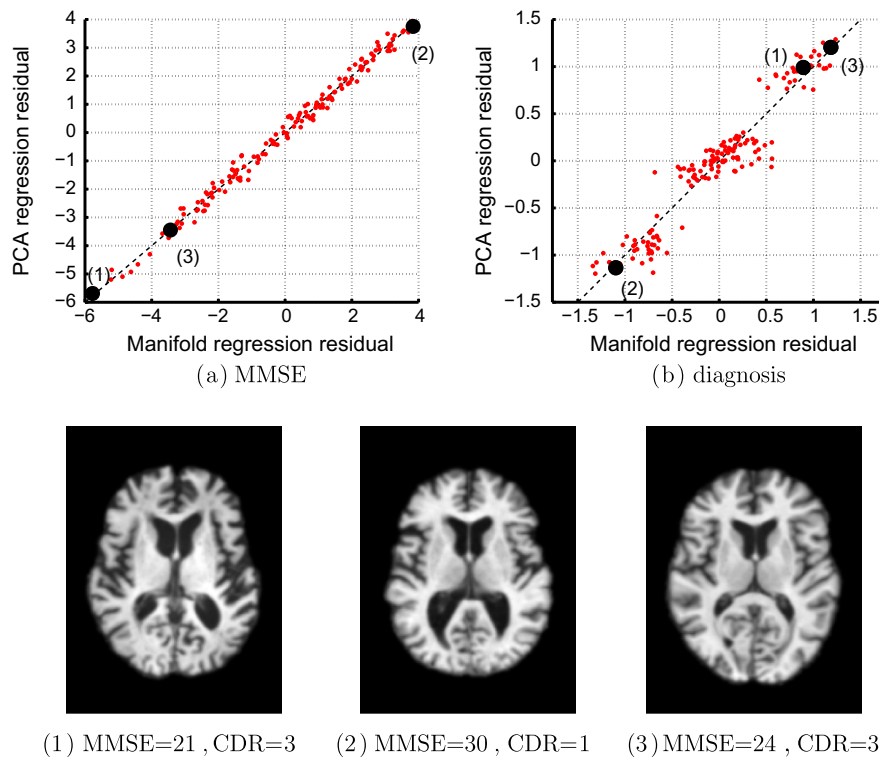 4
3
2
1
0
−1
−2
−3
−4
−5
−6
PCA regression residual
(1)
(2)
(3)
−6 −4 −2 0 2 4
Manifold regression residual
(a) MMSE
1.5
1
0.5
0
−0.5
−1
−1.5
PCA regression residual
(1)
(3)
(2)
−1.5 −1 −0.5 0 0.5 1 1.5
Manifold regression residual
(b) diagnosis
(1) MMSE=21 , CDR=3
(2) MMSE=30 , CDR=1
(3) MMSE=24 , CDR=3